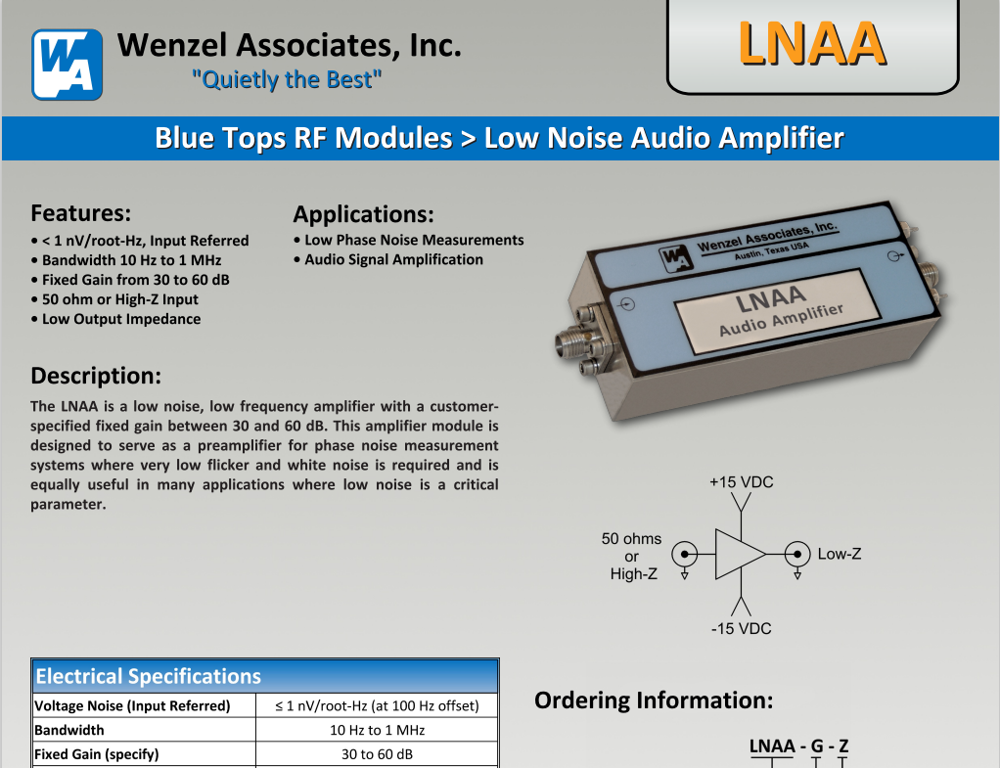 WA
Wenzel Associates, Inc.
"Quietly the Best"
LNAA
Blue Tops RF Modules > Low Noise Audio Amplifier
Features:
• < 1 nV/root-Hz, Input Referred
• Bandwidth 10 Hz to 1 MHz
• Fixed Gain from 30 to 60 dB
• 50 ohm or High-Z Input
• Low Output Impedance
Applications:
• Low Phase Noise Measurements
• Audio Signal Amplification
WA
Wenzel Associates, Inc.
Austin, Texas USA
LNAA
Audio Amplifier
Description:
The LNAA is a low noise, low frequency amplifier with a customer-
specified fixed gain between 30 and 60 dB. This amplifier module is
designed to serve as a preamplifier for phase noise measurement
systems where very low flicker and white noise is required and is
equally useful in many applications where low noise is a critical
parameter.
+15 VDC
50 ohms
or
High-Z
Low-Z
-15 VDC
Electrical Specifications
Voltage Noise (Input Referred) ≤ 1 nV/root-Hz (at 100 Hz offset)
Bandwidth 10 Hz to 1 MHz
Fixed Gain (specify) 30 to 60 dB
Ordering Information:
LNAA - G - Z